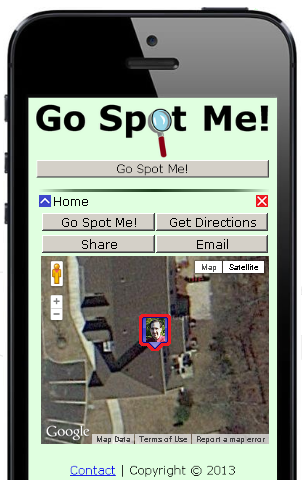 Go Spot Me!
Go Spot Me!
Home
Go Spot Me! Get Directions
Share Email
Map Satellite
Google
Map Data Terms of Use Report a map error
Contact | Copyright © 2013